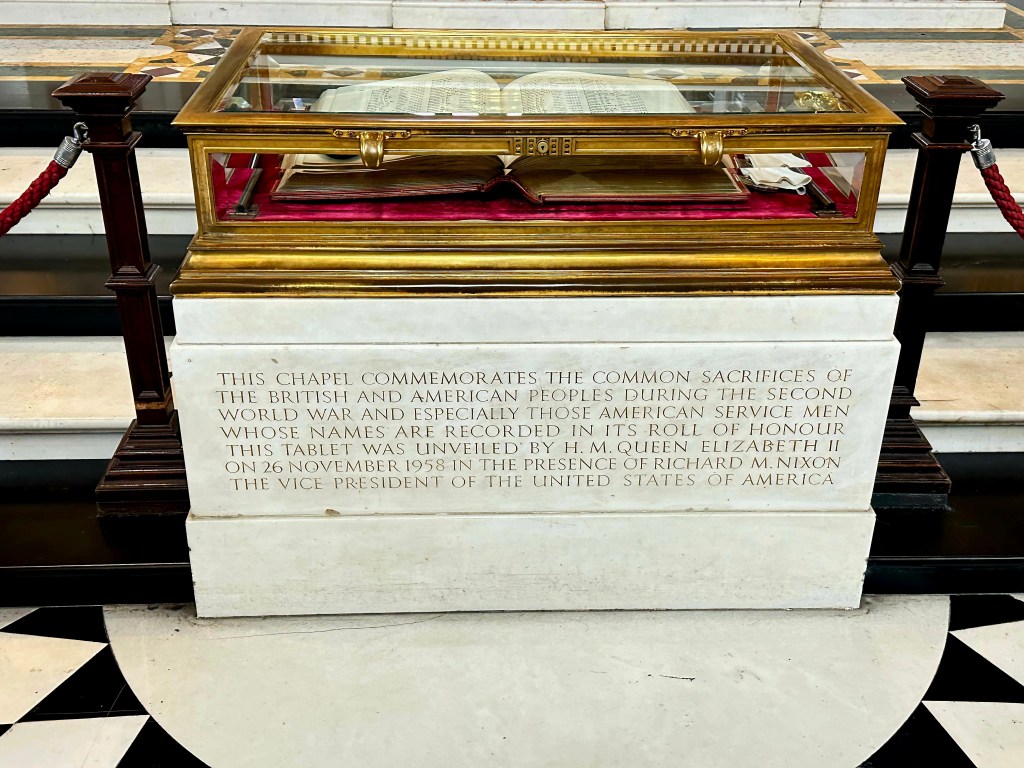 THIS CHAPEL COMMEMORATES THE COMMON SACRIFICES OF
THE BRITISH AND AMERICAN PEOPLES DURING THE SECOND
WORLD WAR AND ESPECIALLY THOSE AMERICAN SERVICE MEN
WHOSE NAMES ARE RECORDED IN ITS ROLL OF HONOUR
THIS TABLET WAS UNVEILED BY H. M. QUEEN ELIZABETH II
ON 26 NOVEMBER 1958 IN THE PRESENCE OF RICHARD M. NIXON
THE VICE PRESIDENT OF THE UNITED STATES OF AMERICA